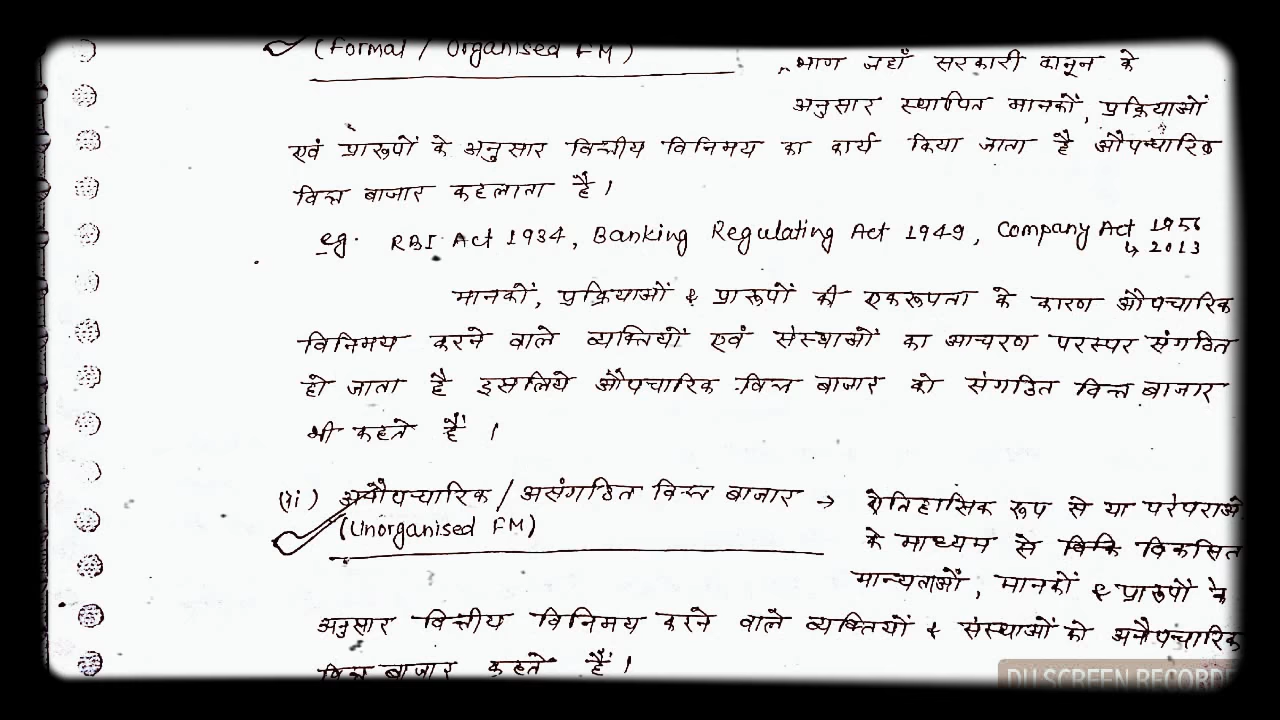 (Formal / Organised FM)
भाग जहाँ सरकारी कानून के
अनुसार स्थापित मानकों, प्रक्रियाओं
एवं प्रारूपों के अनुसार वित्तीय विनिमय का कार्य किया जाता है औपचारिक
वित्त बाजार कहलाता है।
eg. RBI Act 1934, Banking Regulating Act 1949, Company Act 1956
↳ 2013
मानकों, प्रक्रियाओं & प्रारूपों की एकरूपता के कारण औपचारिक
विनिमय करने वाले व्यक्तियों एवं संस्थाओं का आचरण परस्पर संगठित
हो जाता है इसलिये औपचारिक वित्त बाजार को संगठित वित्त बाजार
भी कहते हैं।
(ii) अनौपचारिक / असंगठित वित्त बाजार → ऐतिहासिक रूप से या परंपराओं
(Unorganised FM)
के माध्यम से विकसित
मान्यताओं, मानकों & प्रारूपों के
अनुसार वित्तीय विनिमय करने वाले व्यक्तियों & संस्थाओं को अनौपचारिक
वित्त बाजार कहते हैं।
DU SCREEN RECORDE